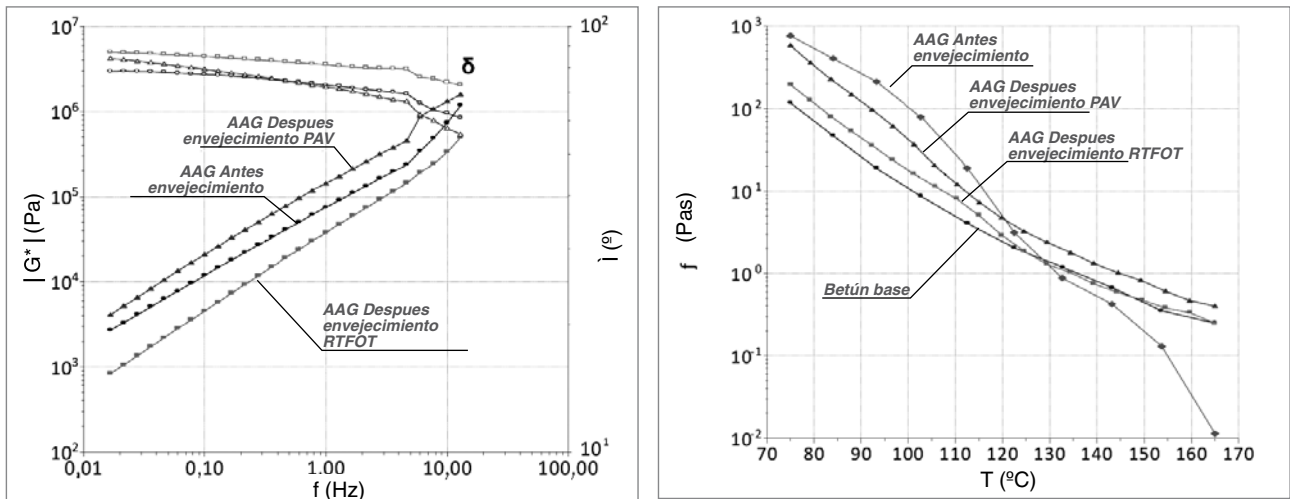 10⁷
10⁶
10⁵
10⁴
10³
10²
|G*| (Pa)
0,01
0,10
1.00
10,00
100,00
f (Hz)
10²
10¹
Ì (º)
δ
AAG Despues
envejecimiento PAV
AAG Antes
envejecimiento
AAG Despues
envejecimiento
RTFOT
10³
10²
10¹
10⁰
10⁻¹
10⁻²
ƒ (Pas)
70
80
90
100
110
120
130
140
150
160
170
T (ºC)
AAG Antes
envejecimiento
AAG Despues
envejecimiento PAV
AAG Despues
envejecimiento RTFOT
Betún base